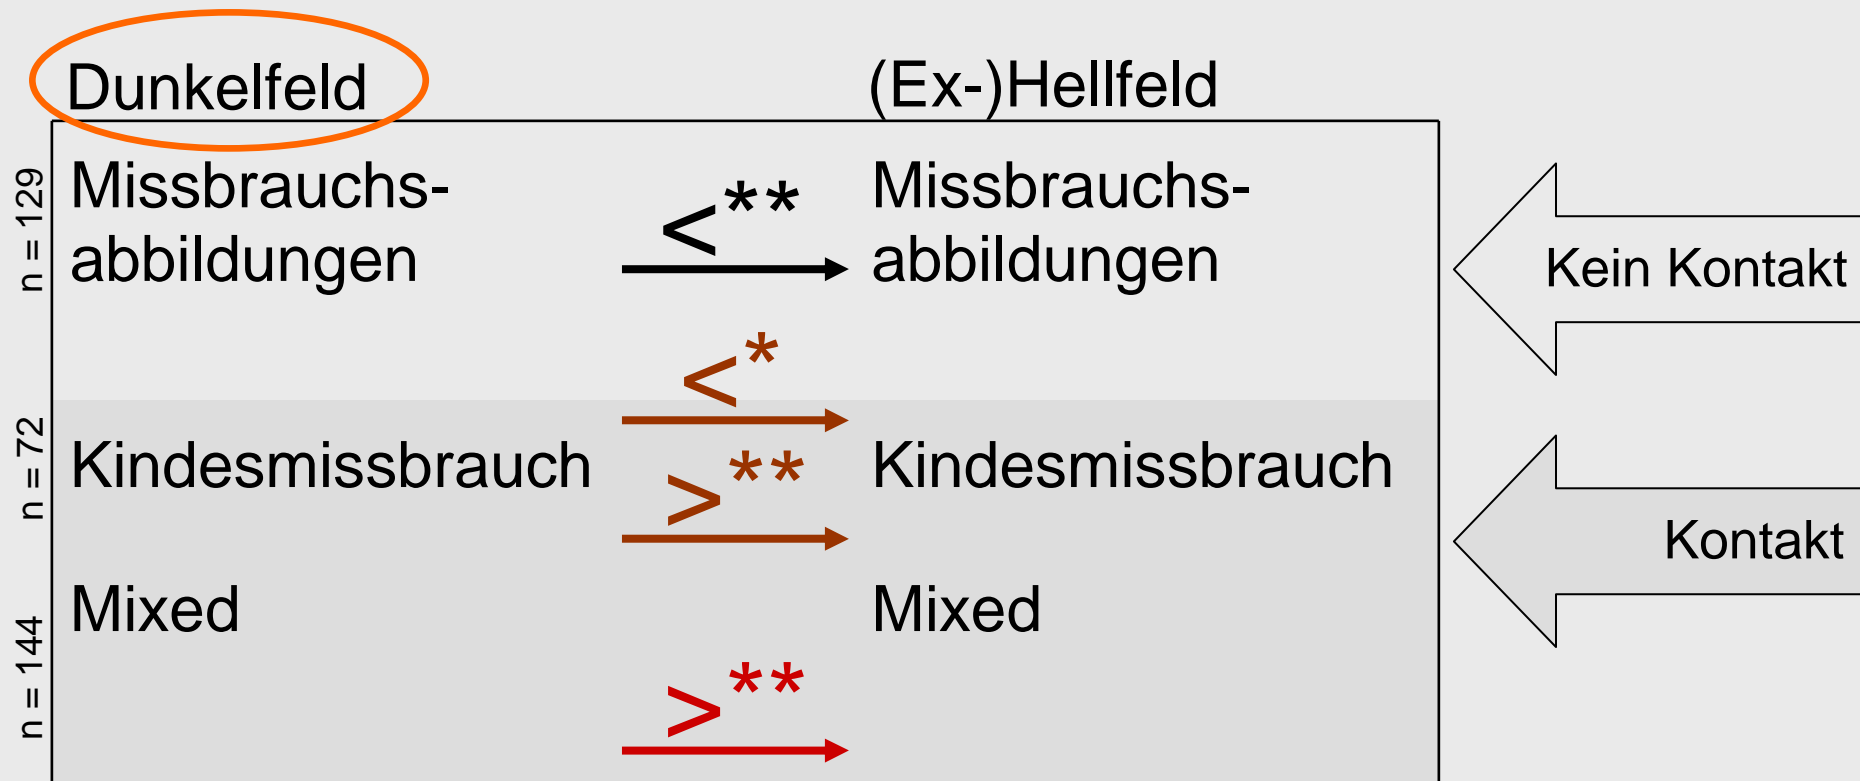 Dunkelfeld
(Ex-)Hellfeld
n = 129
Missbrauchs-
abbildungen
<**
Missbrauchs-
abbildungen
Kein Kontakt
<*
n = 72
Kindesmissbrauch
>**
Kindesmissbrauch
Kontakt
n = 144
Mixed
Mixed
>**